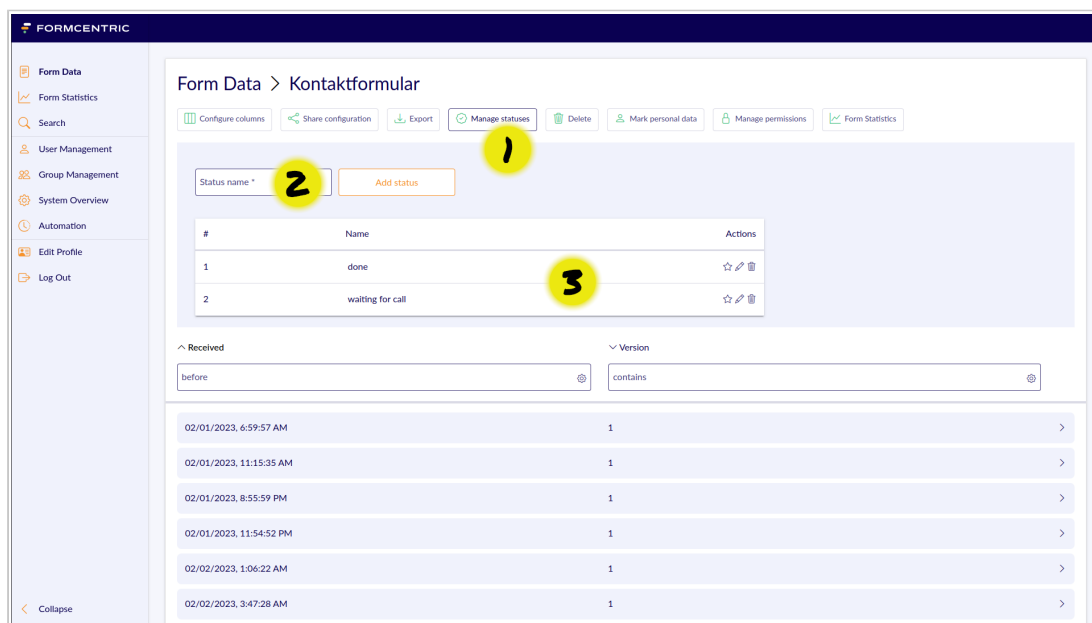 FORMCENTRIC
Form Data
Form Statistics
Search
User Management
Group Management
System Overview
Automation
Edit Profile
Log Out
Collapse
Form Data > Kontaktformular
Configure columns Share configuration Export Manage statuses Delete Mark personal data Manage permissions Form Statistics
1
Status name * 2 Add status
# Name Actions
1 done
3
2 waiting for call
Received Version
before contains
02/01/2023, 6:59:57 AM 1
02/01/2023, 11:15:35 AM 1
02/01/2023, 8:55:59 PM 1
02/01/2023, 11:54:52 PM 1
02/02/2023, 1:06:22 AM 1
02/02/2023, 3:47:28 AM 1